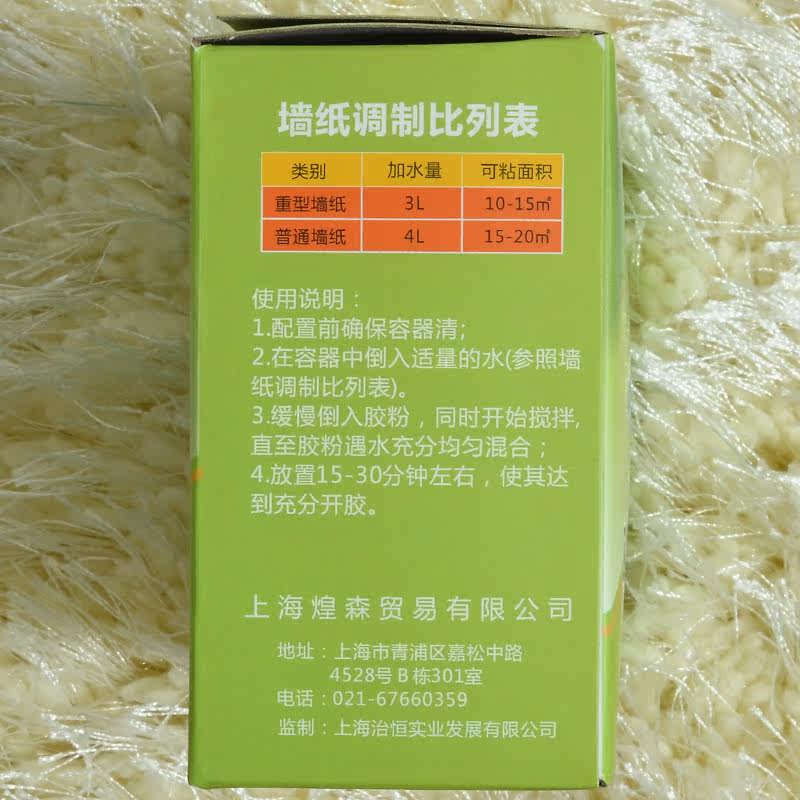 墙纸调制比列表
类别 加水量 可粘面积
重型墙纸 3L 10-15㎡
普通墙纸 4L 15-20㎡
使用说明：
1.配置前确保容器清;
2.在容器中倒入适量的水(参照墙
纸调制比列表)。
3.缓慢倒入胶粉，同时开始搅拌,
直至胶粉遇水充分均匀混合；
4.放置15-30分钟左右，使其达
到充分开胶。
上海煌森贸易有限公司
地址：上海市青浦区嘉松中路
4528号 B 栋301室
电话：021-67660359
监制：上海治恒实业发展有限公司